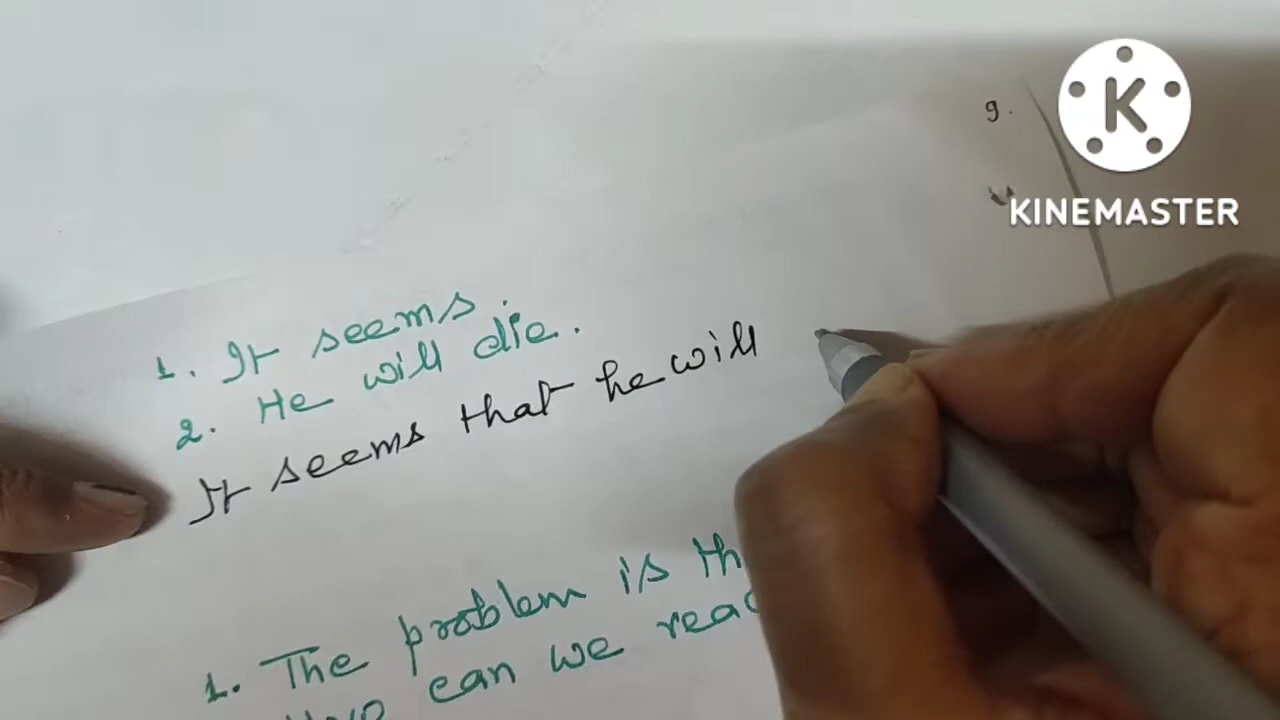 9.
KINEMASTER
1. It seems.
2. He will die.
It seems that he will
1. The problem is th
can we read